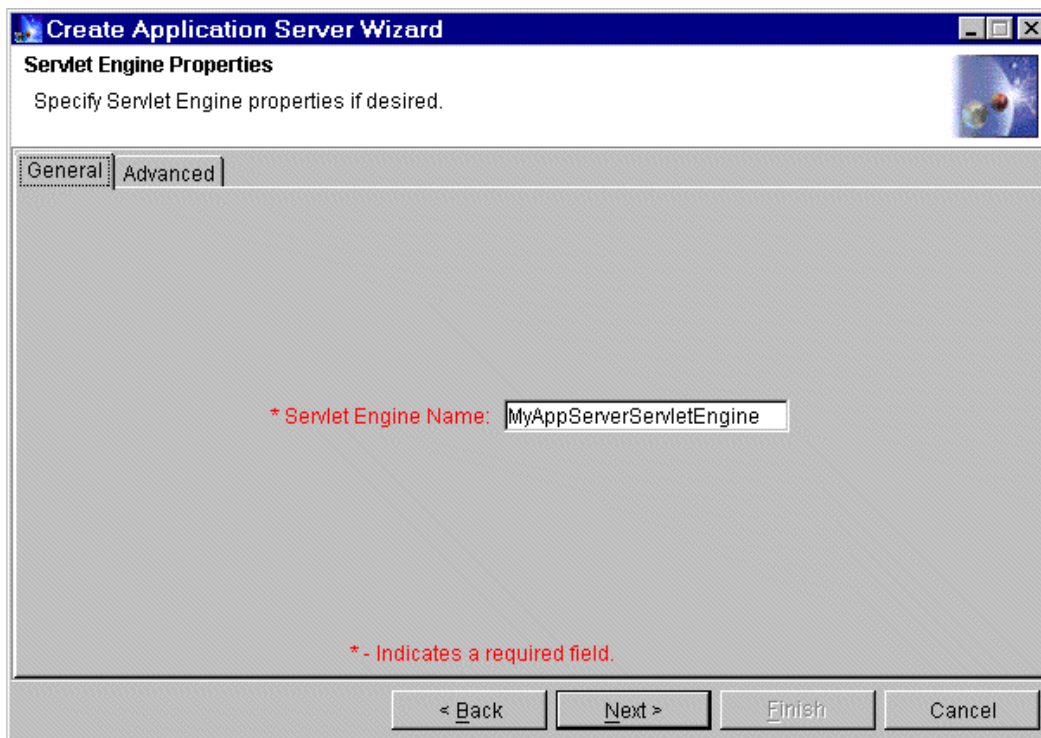 Create Application Server Wizard
Servlet Engine Properties
Specify Servlet Engine properties if desired.
General Advanced
* Servlet Engine Name: MyAppServerServletEngine
* - Indicates a required field.
< Back Next > Finish Cancel